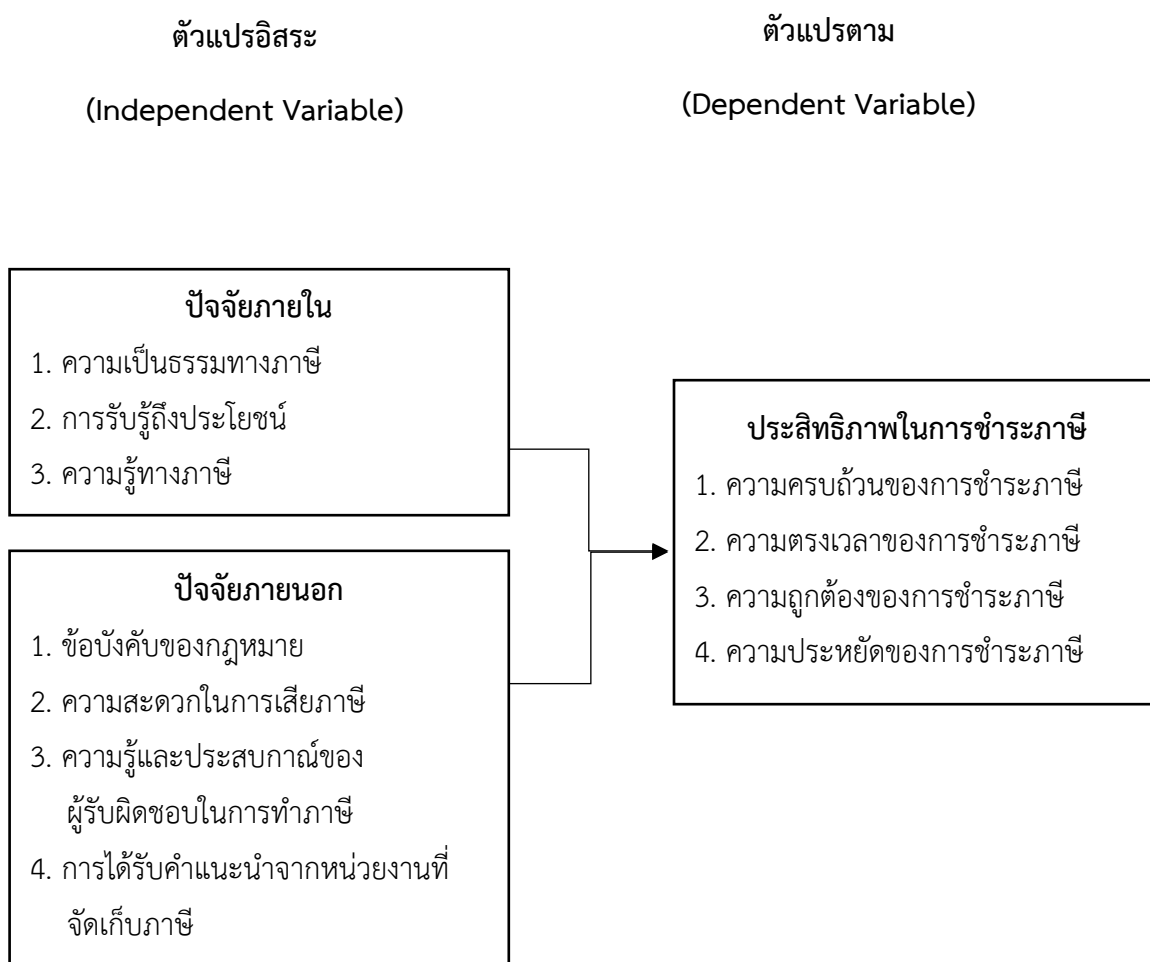 ตัวแปรอิสระ
(Independent Variable)
ตัวแปรตาม
(Dependent Variable)
ปัจจัยภายใน
1. ความเป็นธรรมทางภาษี
2. การรับรู้ถึงประโยชน์
3. ความรู้ทางภาษี
ปัจจัยภายนอก
1. ข้อบังคับของกฎหมาย
2. ความสะดวกในการเสียภาษี
3. ความรู้และประสบกาณ์ของ
ผู้รับผิดชอบในการทำภาษี
4. การได้รับคำแนะนำจากหน่วยงานที่
จัดเก็บภาษี
ประสิทธิภาพในการชำระภาษี
1. ความครบถ้วนของการชำระภาษี
2. ความตรงเวลาของการชำระภาษี
3. ความถูกต้องของการชำระภาษี
4. ความประหยัดของการชำระภาษี